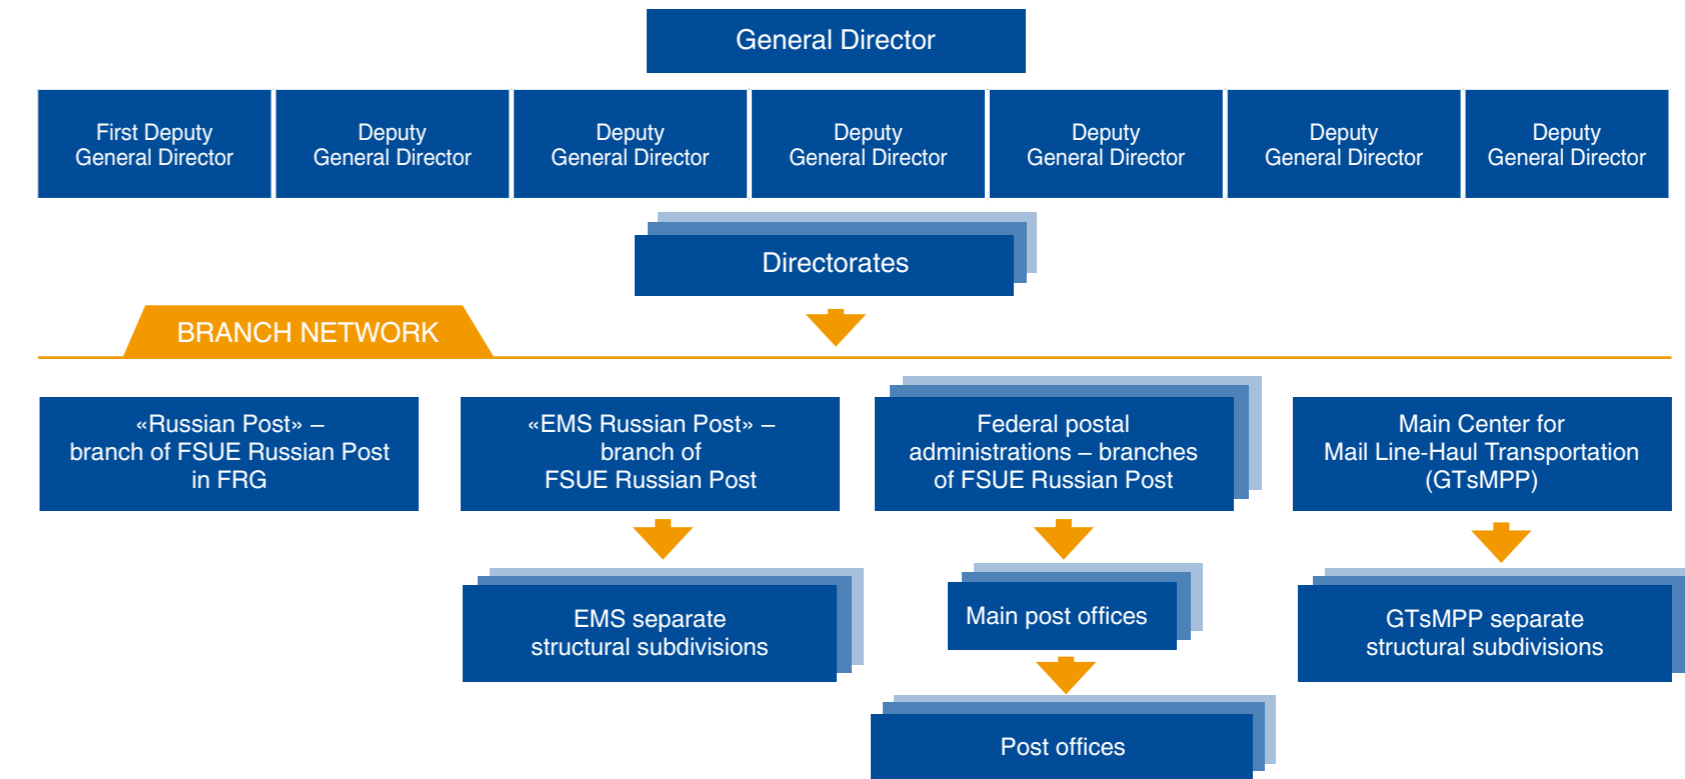 General Director
First Deputy
General Director
Deputy
General Director
Deputy
General Director
Deputy
General Director
Deputy
General Director
Deputy
General Director
Deputy
General Director
Directorates
BRANCH NETWORK
«Russian Post» –
branch of FSUE Russian Post
in FRG
«EMS Russian Post» –
branch of
FSUE Russian Post
Federal postal
administrations – branches
of FSUE Russian Post
Main Center for
Mail Line-Haul Transportation
(GTsMPP)
EMS separate
structural subdivisions
Main post offices
GTsMPP separate
structural subdivisions
Post offices